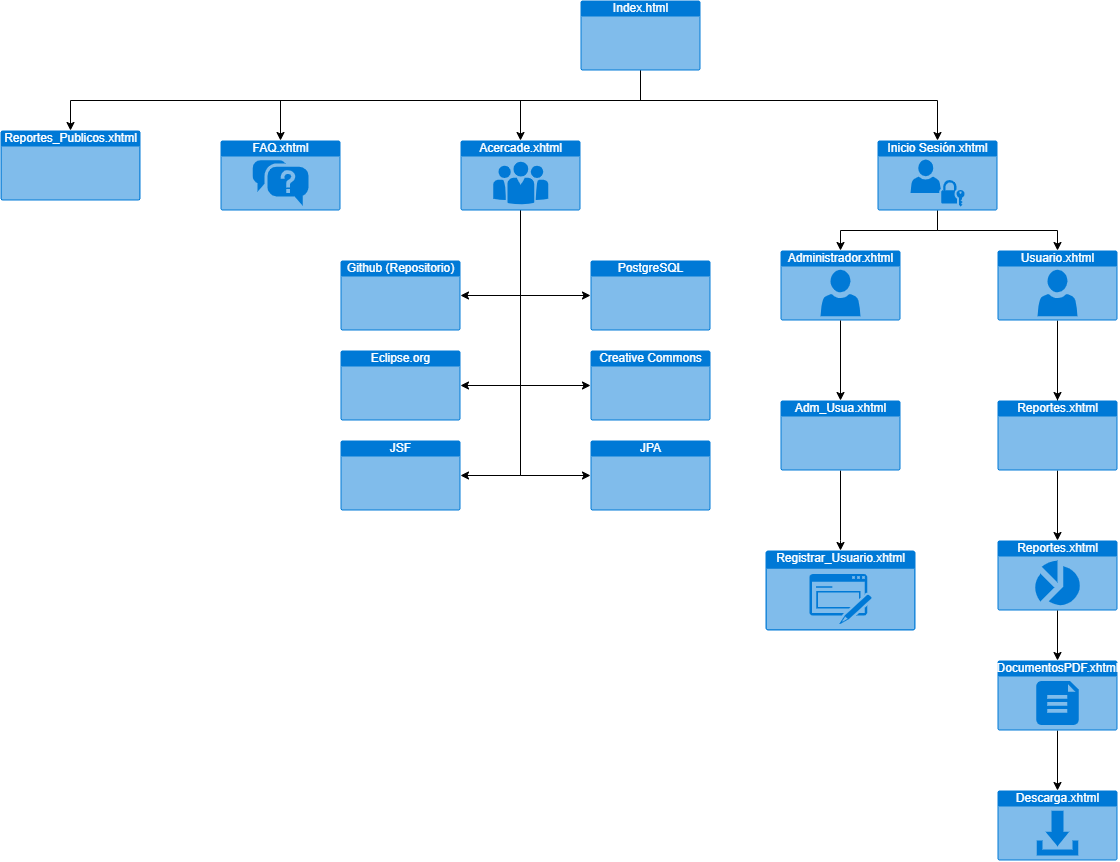 Index.html
Reportes_Publicos.xhtml
FAQ.xhtml
?
Acercade.xhtml
Inicio Sesión.xhtml
Github (Repositorio)
PostgreSQL
Administrador.xhtml
Usuario.xhtml
Eclipse.org
Creative Commons
Adm_Usua.xhtml
Reportes.xhtml
JSF
JPA
Registrar_Usuario.xhtml
Reportes.xhtml
DocumentosPDF.xhtml
Descarga.xhtml